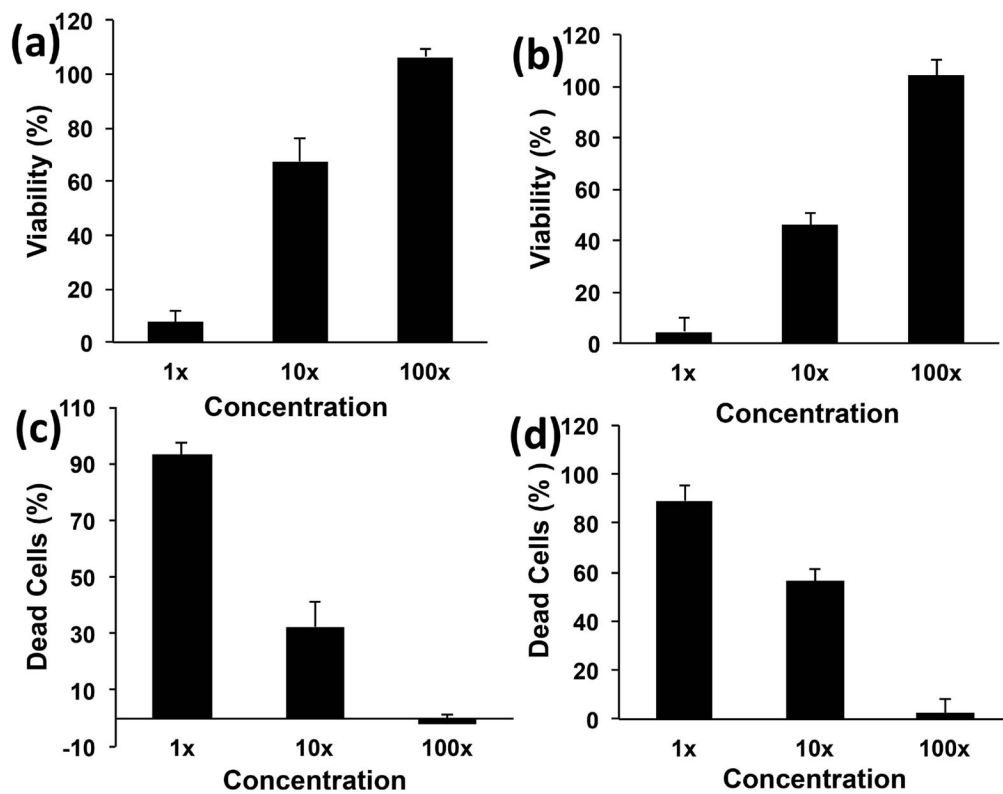 (a)
120
100
80
60
40
20
0
Viability (%)
1x 10x 100x
Concentration
(b)
120
100
80
60
40
20
0
Viability (% )
1x 10x 100x
Concentration
(c)
110
90
70
50
30
10
-10
Dead Cells (%)
1x 10x 100x
Concentration
(d)
120
100
80
60
40
20
0
Dead Cells (% )
1x 10x 100x
Concentration